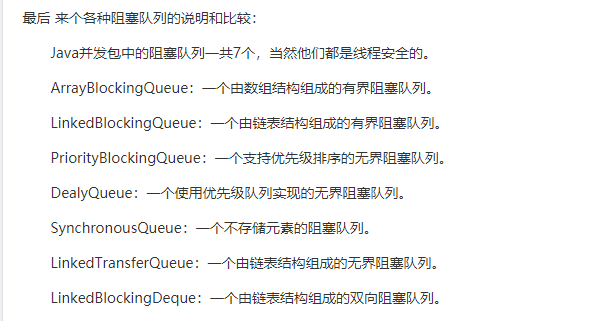 最后 来个各种阻塞队列的说明和比较：
Java并发包中的阻塞队列一共7个，当然他们都是线程安全的。
ArrayBlockingQueue：一个由数组结构组成的有界阻塞队列。
LinkedBlockingQueue：一个由链表结构组成的有界阻塞队列。
PriorityBlockingQueue：一个支持优先级排序的无界阻塞队列。
DealyQueue：一个使用优先级队列实现的无界阻塞队列。
SynchronousQueue：一个不存储元素的阻塞队列。
LinkedTransferQueue：一个由链表结构组成的无界阻塞队列。
LinkedBlockingDeque：一个由链表结构组成的双向阻塞队列。